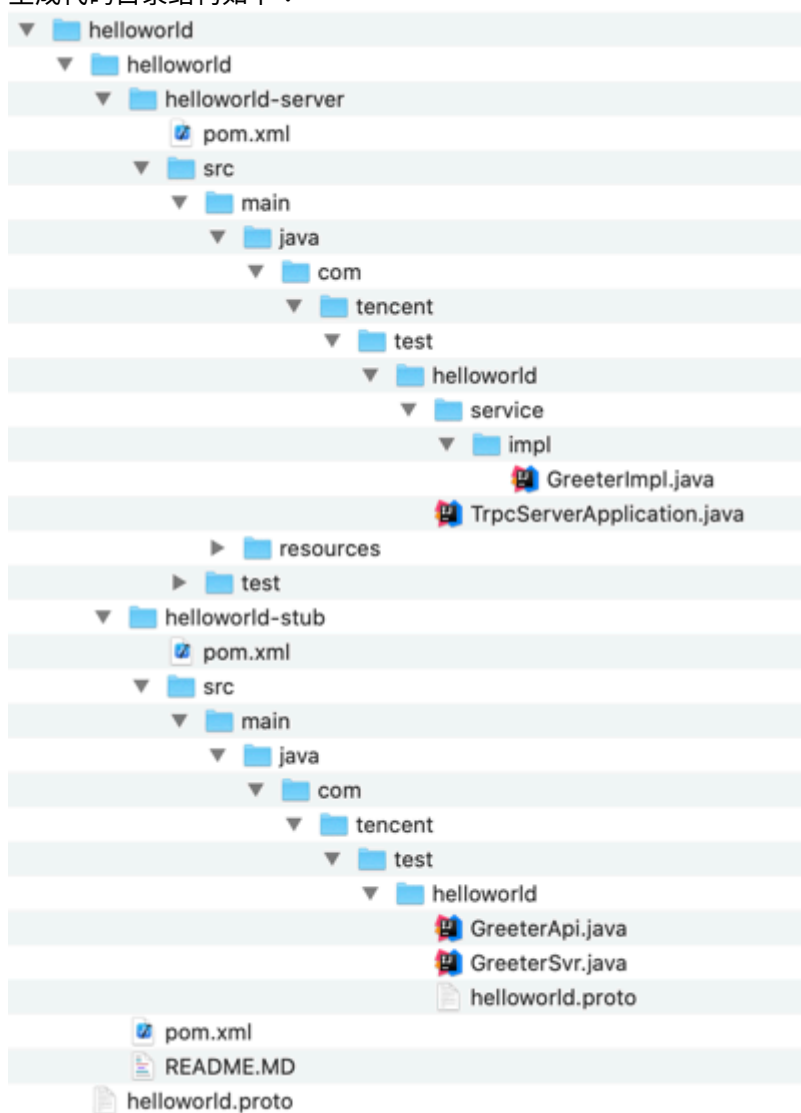 生成代码目录结构如下：
helloworld
helloworld
helloworld-server
pom.xml
src
main
java
com
tencent
test
helloworld
service
impl
GreeterImpl.java
TrpcServerApplication.java
resources
test
helloworld-stub
pom.xml
src
main
java
com
tencent
test
helloworld
GreeterApi.java
GreeterSvr.java
helloworld.proto
pom.xml
README.MD
helloworld.proto